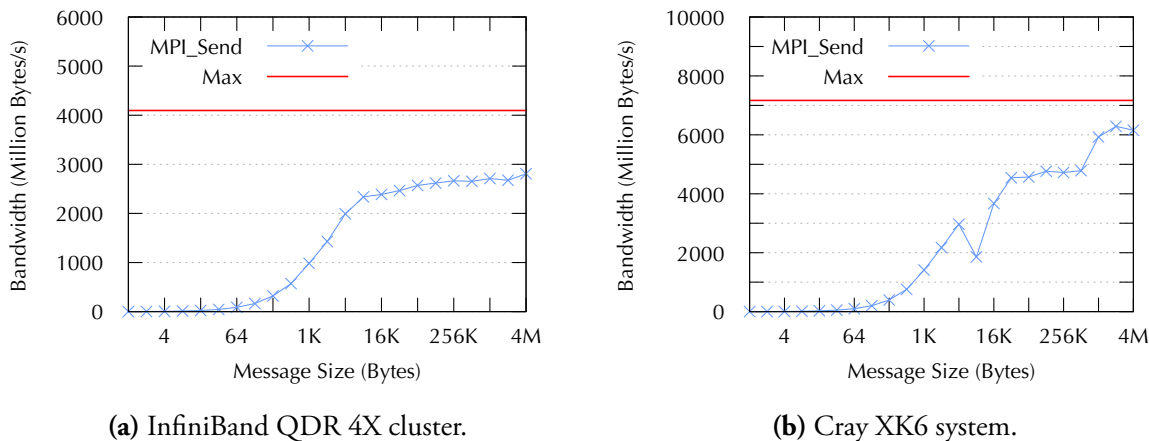 6000
5000
4000
3000
2000
1000
0
Bandwidth (Million Bytes/s)
MPI_Send
Max
4 64 1K 16K 256K 4M
Message Size (Bytes)
(a) InfiniBand QDR 4X cluster.
10000
8000
6000
4000
2000
0
Bandwidth (Million Bytes/s)
MPI_Send
Max
4 64 1K 16K 256K 4M
Message Size (Bytes)
(b) Cray XK6 system.